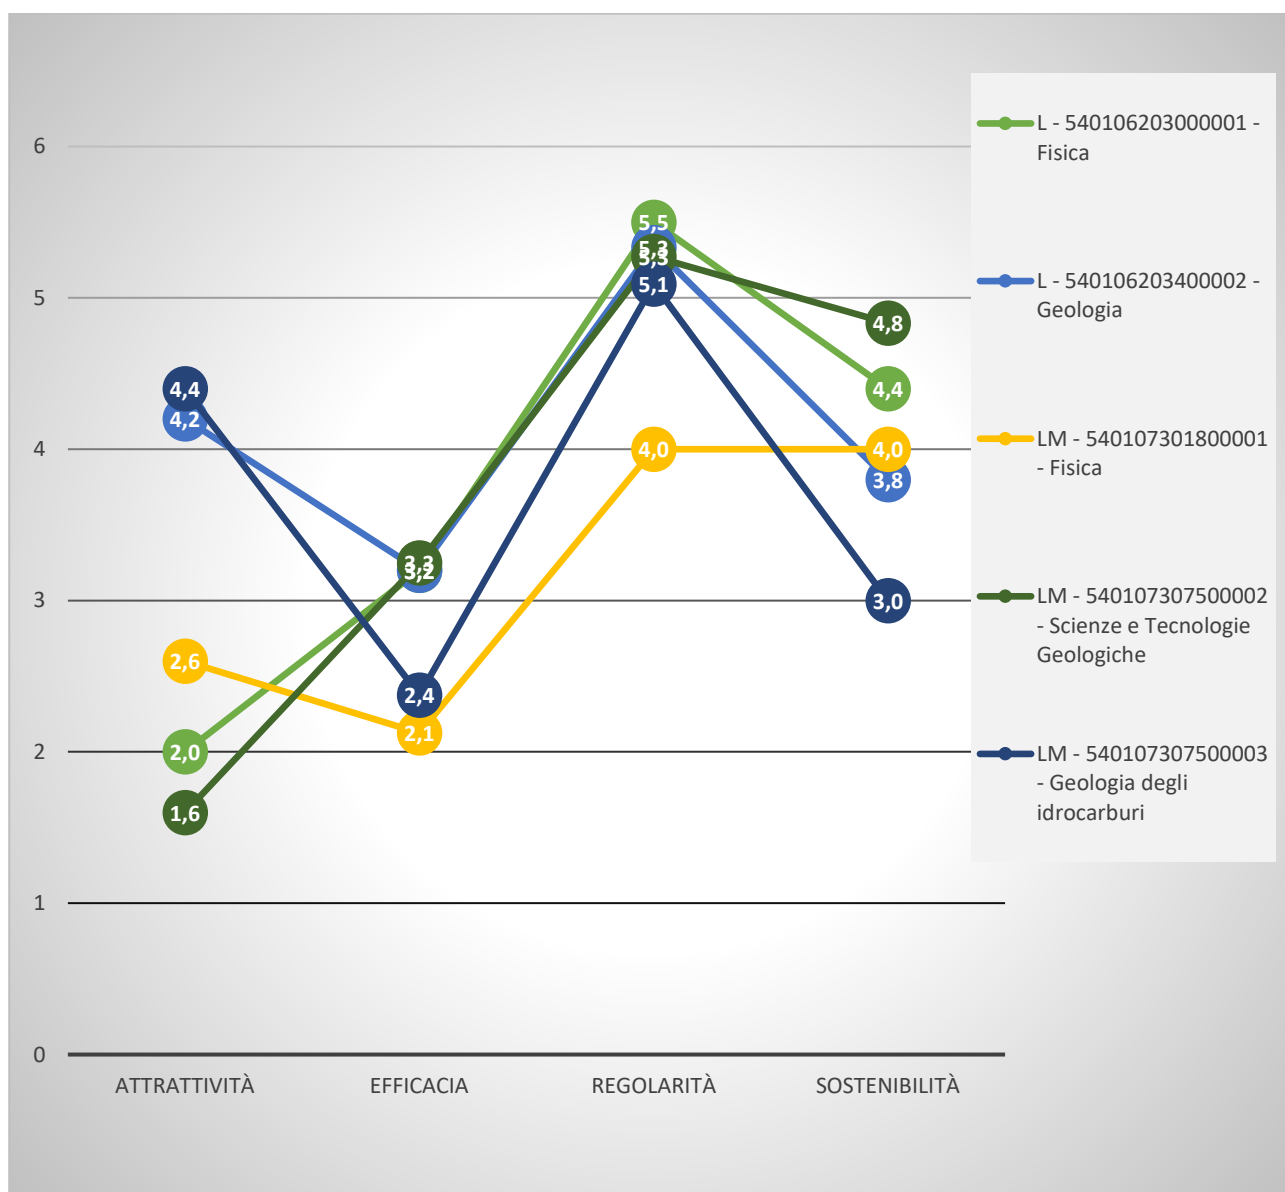 6
5
4
3
2
1
0
4,4
4,2
2,6
2,0
1,6
3,3
3,2
2,4
2,1
5,5
5,3
5,3
5,1
4,0
4,8
4,4
4,0
3,8
3,0
ATTRATTIVITÀ
EFFICACIA
REGOLARITÀ
SOSTENIBILITÀ
L - 540106203000001 -
Fisica
L - 540106203400002 -
Geologia
LM - 540107301800001
- Fisica
LM - 540107307500002
- Scienze e Tecnologie
Geologiche
LM - 540107307500003
- Geologia degli
idrocarburi